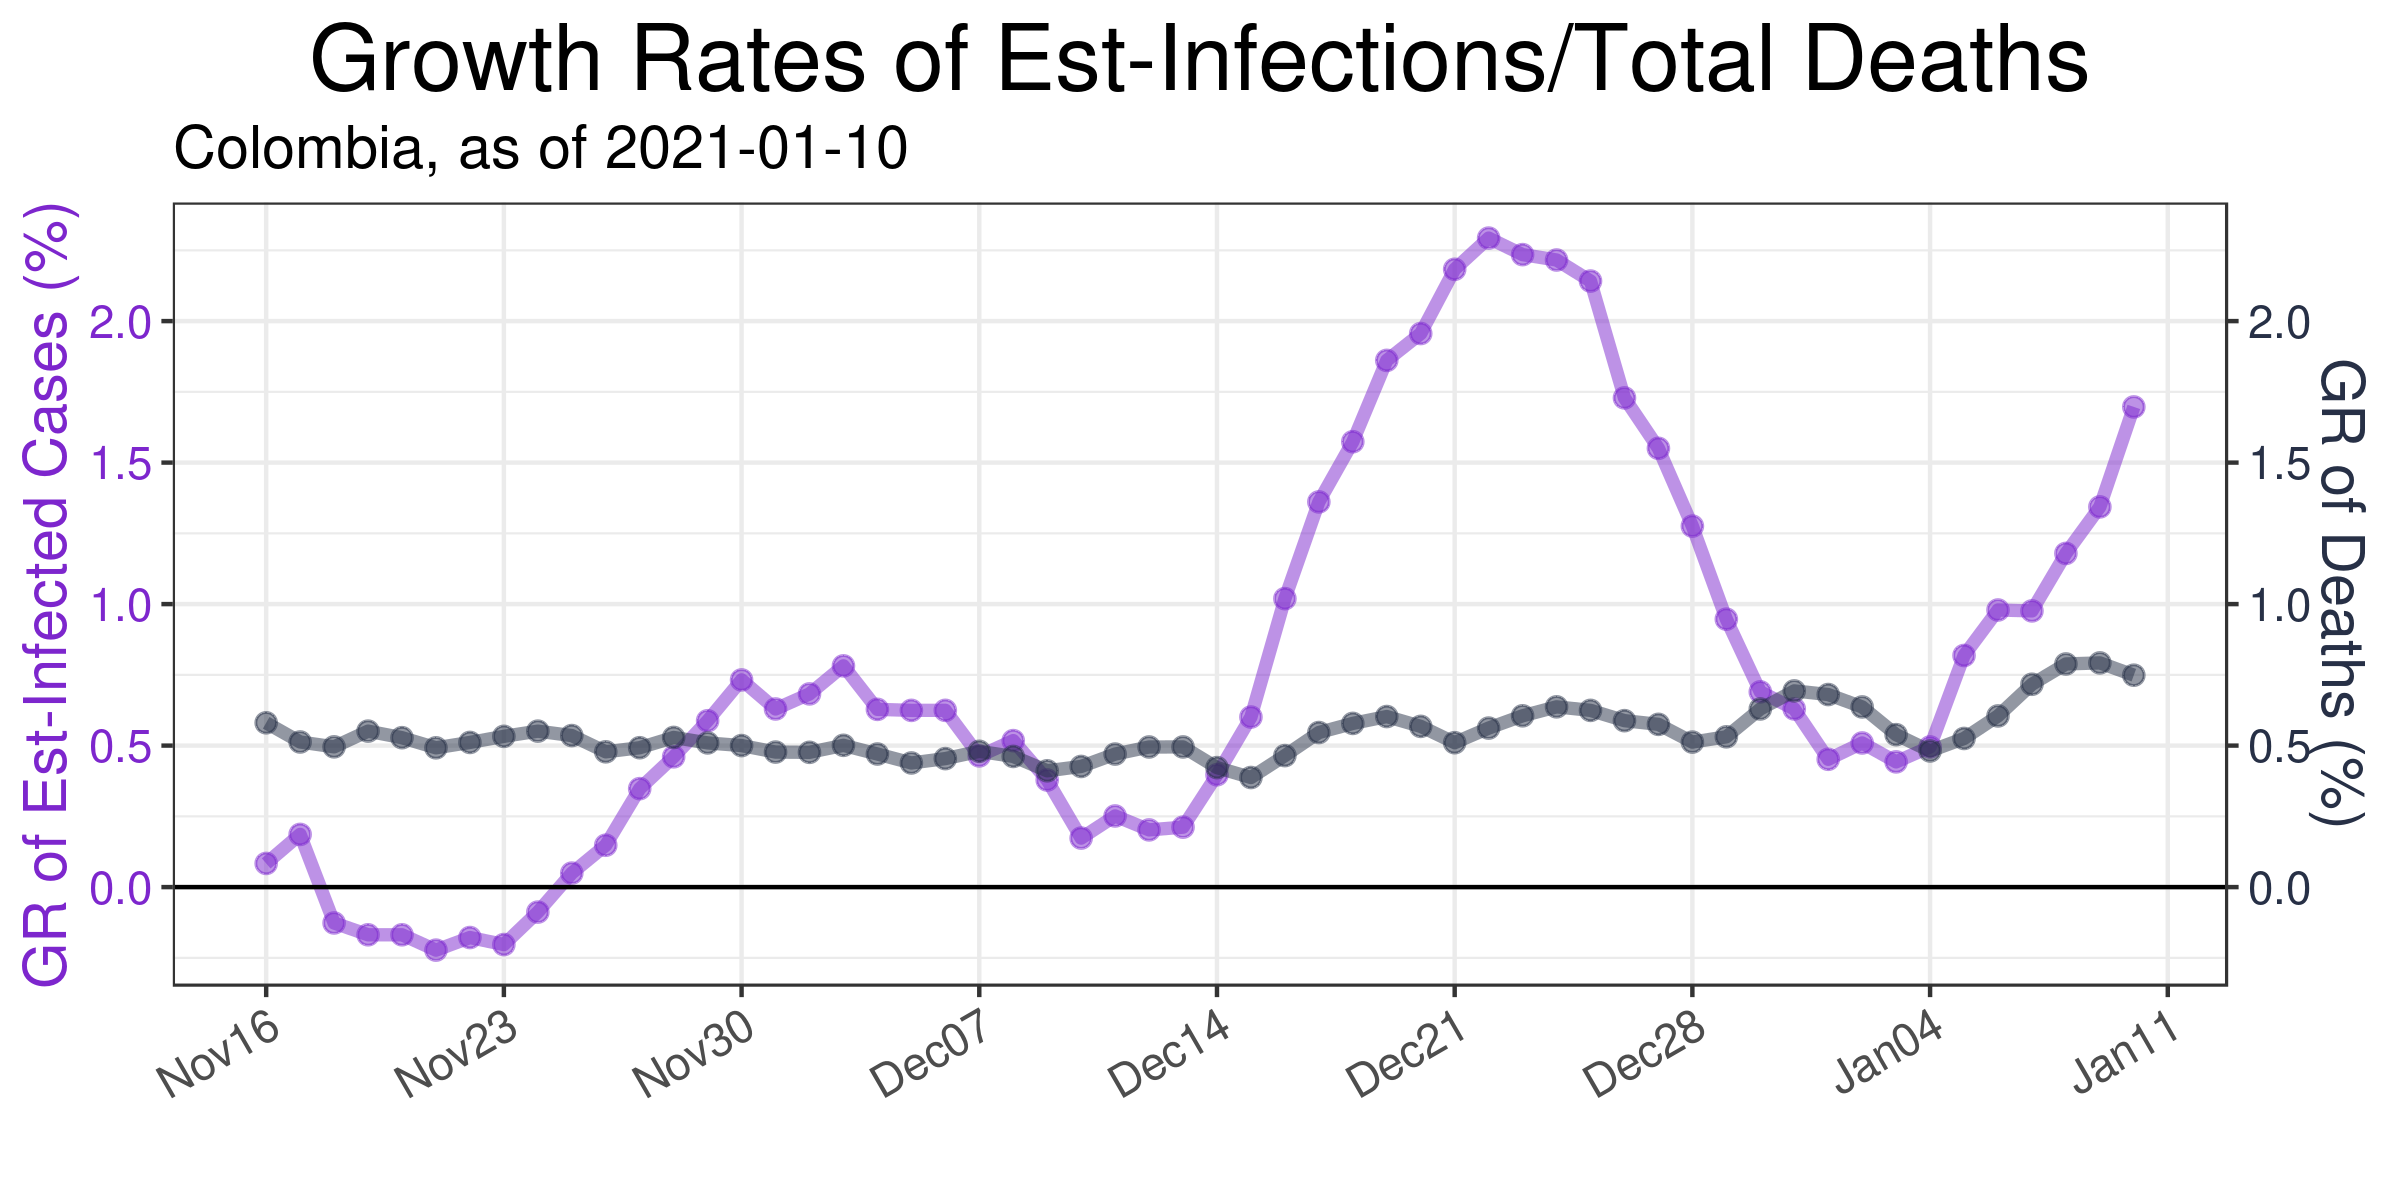 Growth Rates of Est-Infections/Total Deaths
Colombia, as of 2021-01-10
GR of Est-Infected Cases (%)
2.0
1.5
1.0
0.5
0.0
2.0
1.5
1.0
0.5
0.0
GR of Deaths (%)
Nov16
Nov23
Nov30
Dec07
Dec14
Dec21
Dec28
Jan04
Jan11